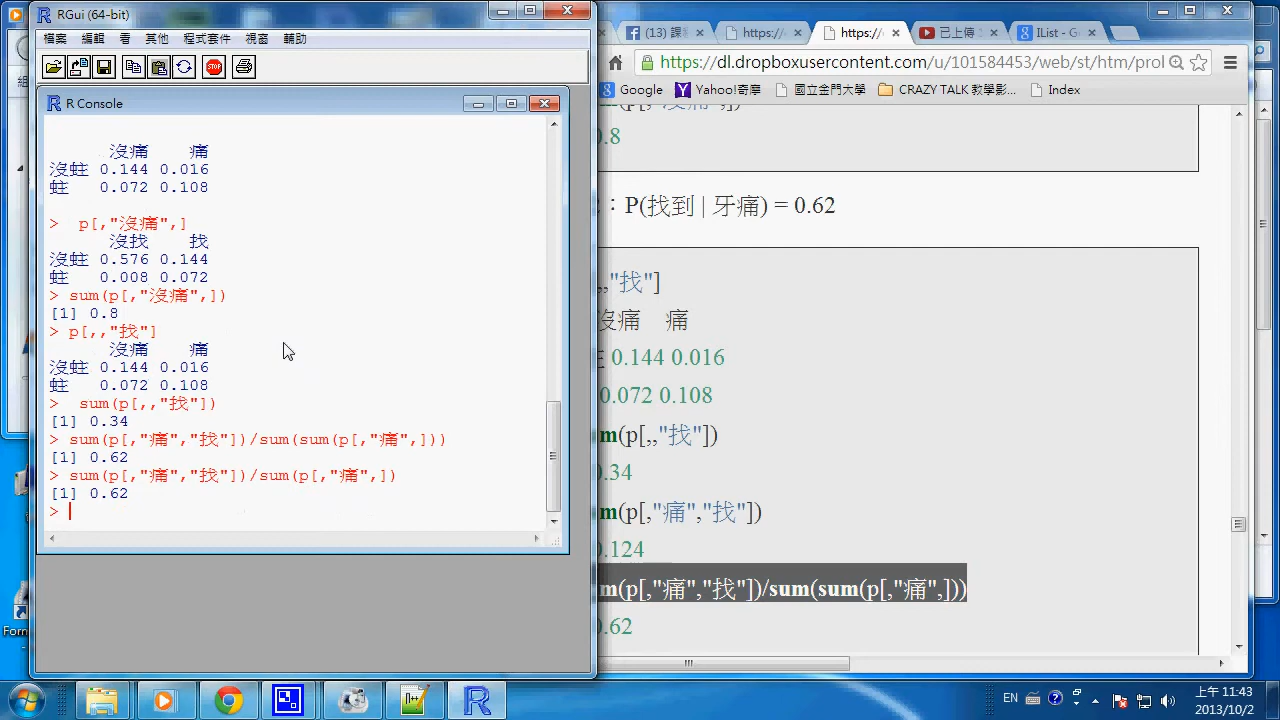 RGui (64-bit)
檔案 編輯 看 其他 程式套件 視窗 輔助
STOP
R Console
沒痛 痛
沒蛀 0.144 0.016
蛀 0.072 0.108
> p[,"沒痛",]
沒找 找
沒蛀 0.576 0.144
蛀 0.008 0.072
> sum(p[,"沒痛",])
[1] 0.8
> p[,,"找"]
沒痛 痛
沒蛀 0.144 0.016
蛀 0.072 0.108
> sum(p[,,"找"])
[1] 0.34
> sum(p[,"痛","找"])/sum(sum(p[,"痛",]))
[1] 0.62
> sum(p[,"痛","找"])/sum(p[,"痛",])
[1] 0.62
>
(13) 課
https:/
https:/
已上傳
IList - G
https://dl.dropboxusercontent.com/u/101584453/web/st/htm/prol
Google Yahoo!奇摩 國立金門大學 CRAZY TALK 教學影... Index
0.8
：P(找到 | 牙痛) = 0.62
,,"找"]
沒痛 痛
0.144 0.016
0.072 0.108
m(p[,,"找"])
0.34
m(p[,"痛","找"])
0.124
m(p[,"痛","找"])/sum(sum(p[,"痛",]))
0.62
Forn
EN
上午 11:43
2013/10/2